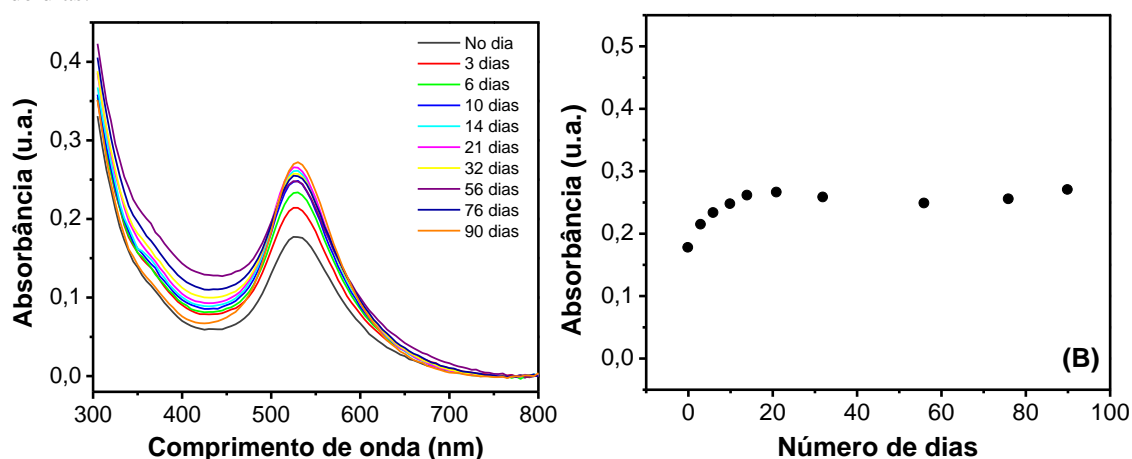 0,4
0,3
0,2
0,1
0,0
Absorbância (u.a.)
300 400 500 600 700 800
Comprimento de onda (nm)
No dia
3 dias
6 dias
10 dias
14 dias
21 dias
32 dias
56 dias
76 dias
90 dias
0,5
0,4
0,3
0,2
0,1
0,0
Absorbância (u.a.)
(B)
0 20 40 60 80 100
Número de dias